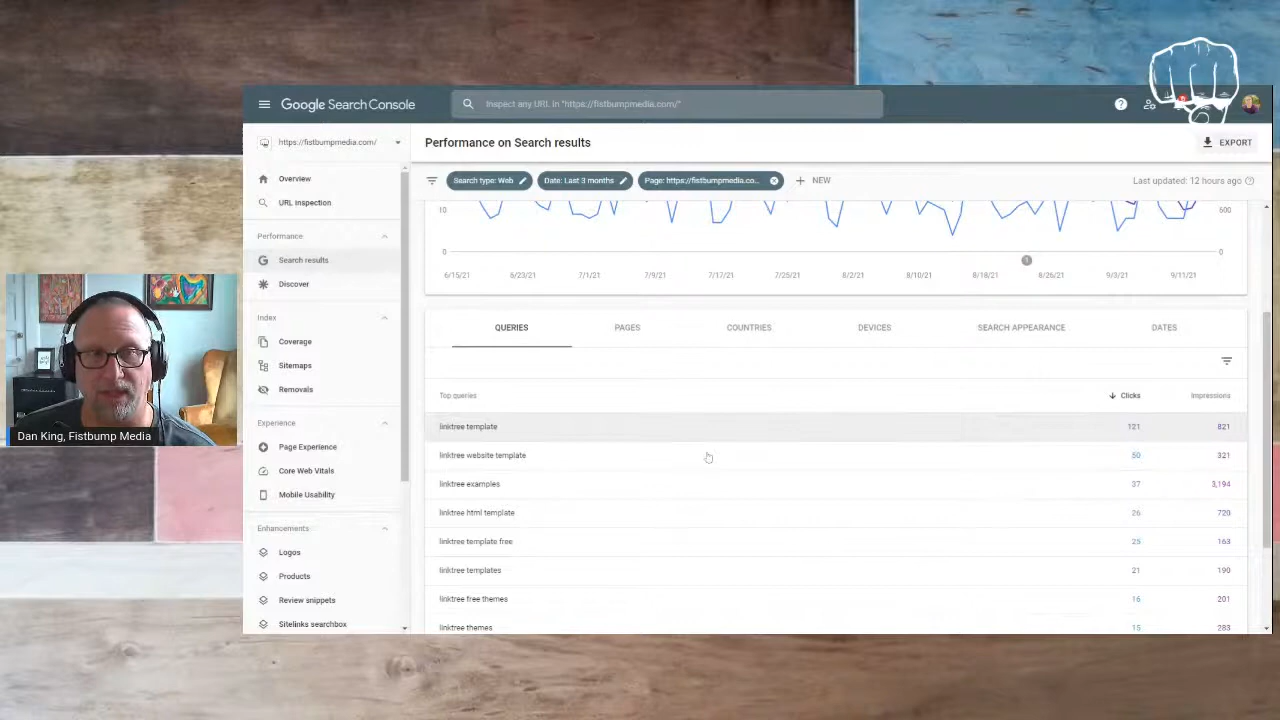 Google Search Console
Inspect any URL in "https://fistbumpmedia.com/"
https://fistbumpmedia.com/
Performance on Search results
EXPORT
Search type: Web
Date: Last 3 months
Page: https://fistbumpmedia.co...
NEW
Last updated: 12 hours ago
Overview
URL inspection
Performance
Search results
Discover
Index
Coverage
Sitemaps
Removals
Experience
Page Experience
Core Web Vitals
Mobile Usability
Enhancements
Logos
Products
Review snippets
Sitelinks searchbox
10
600
0
0
6/15/21 6/23/21 7/1/21 7/9/21 7/17/21 7/25/21 8/2/21 8/10/21 8/18/21 8/26/21 9/3/21 9/11/21
QUERIES PAGES COUNTRIES DEVICES SEARCH APPEARANCE DATES
Top queries Clicks Impressions
linktree template 121 821
linktree website template 50 321
linktree examples 37 3,194
linktree html template 26 720
linktree template free 25 163
linktree templates 21 190
linktree free themes 16 201
linktree themes 15 283
Dan King, Fistbump Media